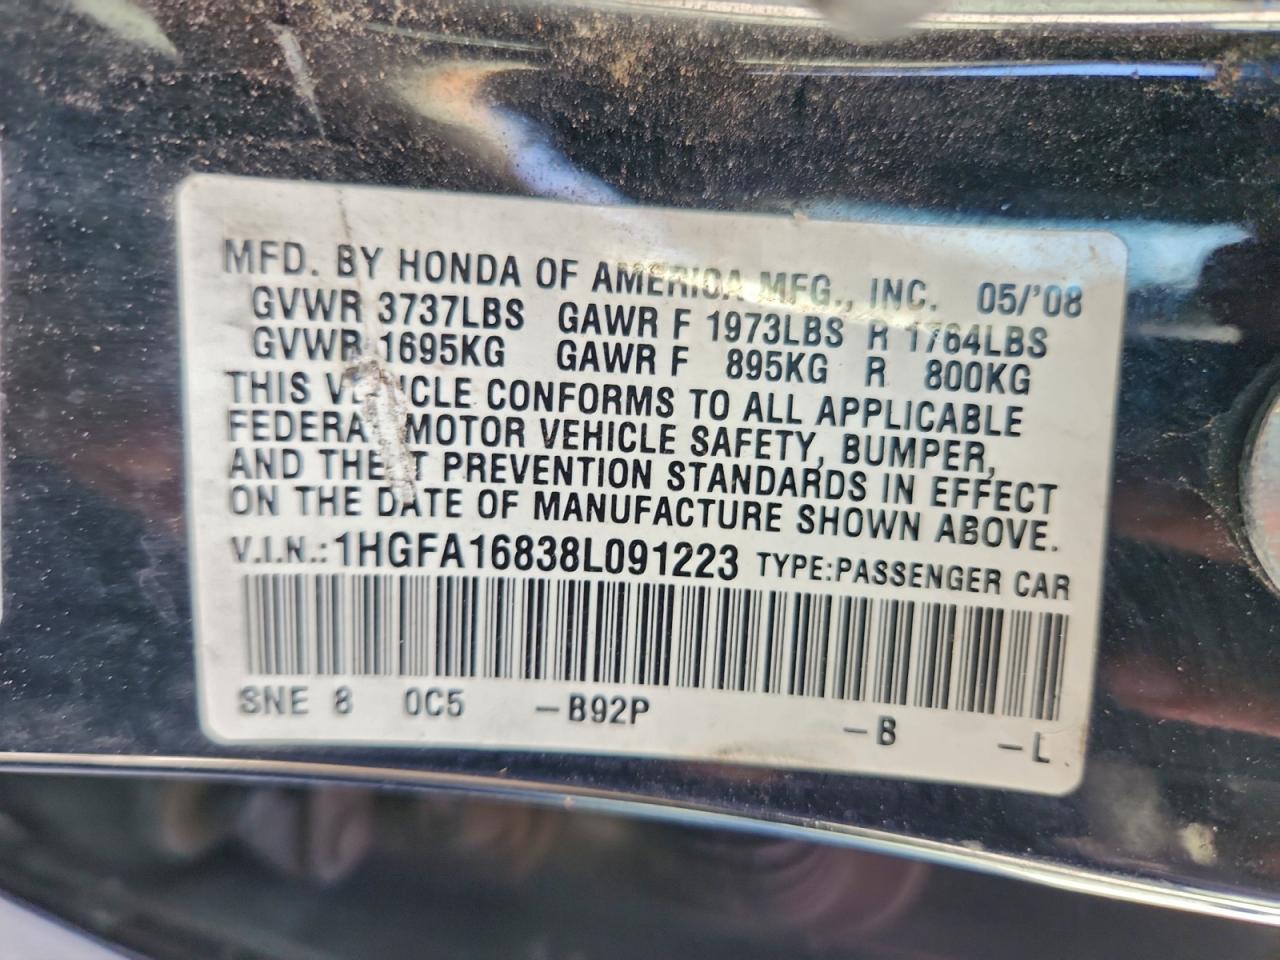 MFD. BY HONDA OF AMERICA MFG., INC. 05/'08
GVWR 3737LBS GAWR F 1973LBS R 1764LBS
GVWR 1695KG GAWR F 895KG R 800KG
THIS VEHICLE CONFORMS TO ALL APPLICABLE
FEDERAL MOTOR VEHICLE SAFETY, BUMPER,
AND THEFT PREVENTION STANDARDS IN EFFECT
ON THE DATE OF MANUFACTURE SHOWN ABOVE.
V.I.N.:1HGFA16838L091223 TYPE:PASSENGER CAR
SNE 8 0C5 -B92P -B -L